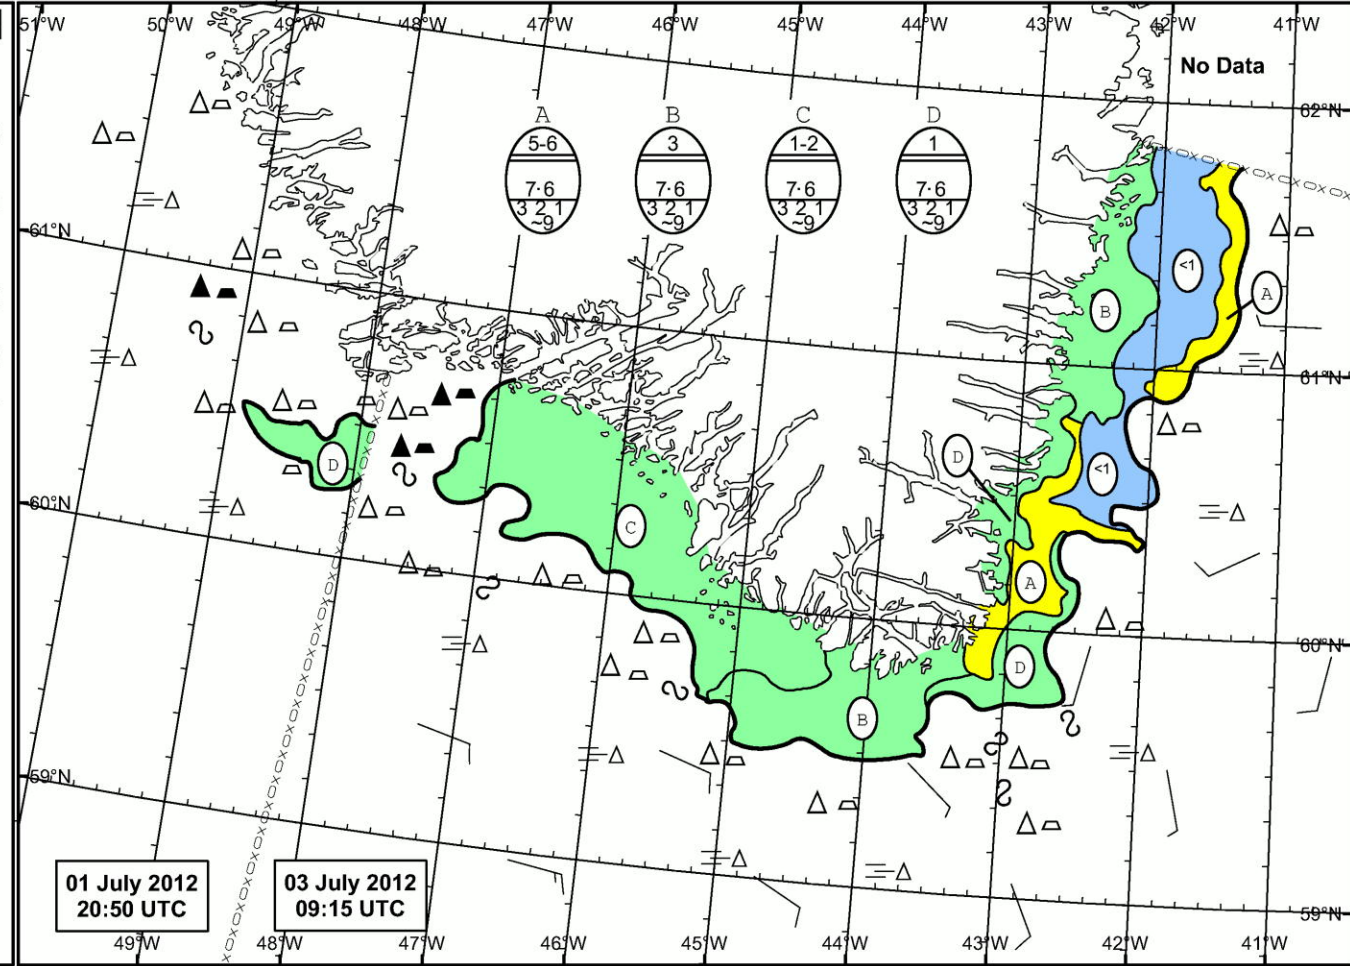 51°W 50°W 49°W 48°W 47°W 46°W 45°W 44°W 43°W 42°W 41°W
No Data
62°N
A B C D
5-6 3 1-2 1
7·6 7·6 7·6 7·6
3 2 1 3 2 1 3 2 1 3 2 1
~9 ~9 ~9 ~9
61°N
<1
A
B
61°N
D
<1
D
60°N
C
A
60°N
D
B
59°N
01 July 2012
20:50 UTC
03 July 2012
09:15 UTC
59°N
49°W 48°W 47°W 46°W 45°W 44°W 43°W 42°W 41°W